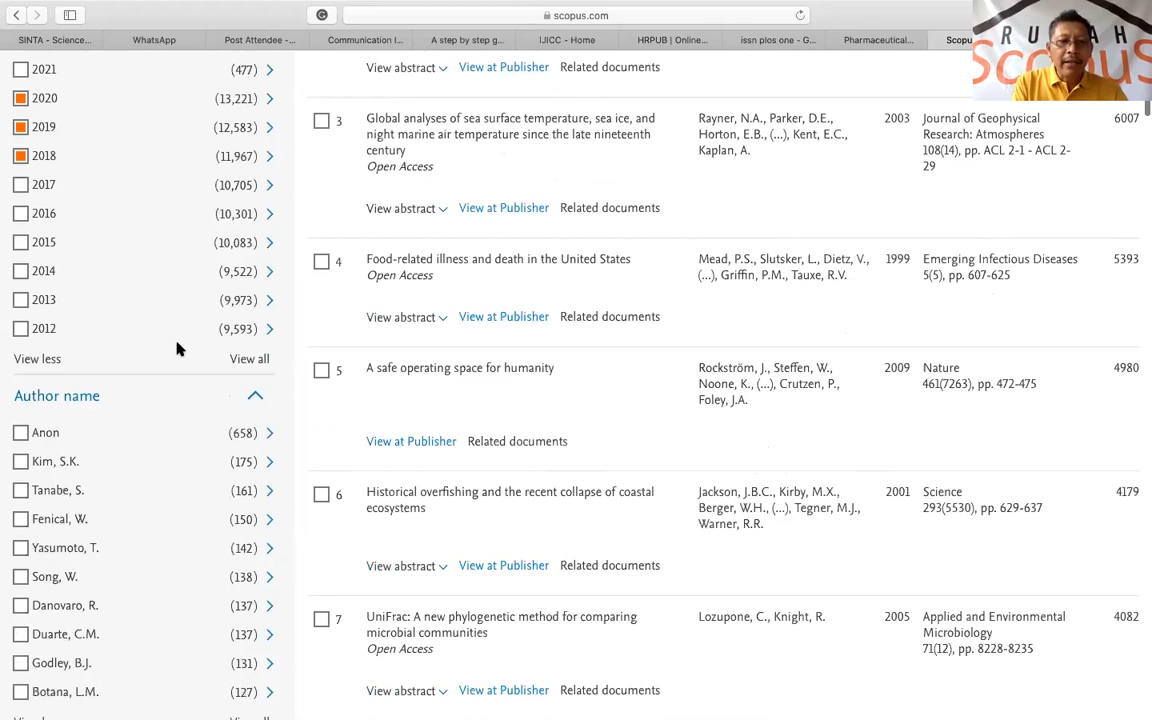 scopus.com
SINTA - Science...
WhatsApp
Post Attendee -...
Communication I...
A step by step g...
IJICC - Home
HRPUB | Online...
issn plos one - G...
Pharmaceutical...
Scopu
R U AH
Scopus
2021 (477)
2020 (13,221)
2019 (12,583)
2018 (11,967)
2017 (10,705)
2016 (10,301)
2015 (10,083)
2014 (9,522)
2013 (9,973)
2012 (9,593)
View less View all
Author name
Anon (658)
Kim, S.K. (175)
Tanabe, S. (161)
Fenical, W. (150)
Yasumoto, T. (142)
Song, W. (138)
Danovaro, R. (137)
Duarte, C.M. (137)
Godley, B.J. (131)
Botana, L.M. (127)
View abstract View at Publisher Related documents
3 Global analyses of sea surface temperature, sea ice, and
night marine air temperature since the late nineteenth
century
Open Access
Rayner, N.A., Parker, D.E.,
Horton, E.B., (...), Kent, E.C.,
Kaplan, A.
2003
Journal of Geophysical
Research: Atmospheres
108(14), pp. ACL 2-1 - ACL 2-
29
6007
View abstract View at Publisher Related documents
4 Food-related illness and death in the United States
Open Access
Mead, P.S., Slutsker, L., Dietz, V.,
(...), Griffin, P.M., Tauxe, R.V.
1999
Emerging Infectious Diseases
5(5), pp. 607-625
5393
View abstract View at Publisher Related documents
5 A safe operating space for humanity
Rockström, J., Steffen, W.,
Noone, K., (...), Crutzen, P.,
Foley, J.A.
2009
Nature
461(7263), pp. 472-475
4980
View at Publisher Related documents
6 Historical overfishing and the recent collapse of coastal
ecosystems
Jackson, J.B.C., Kirby, M.X.,
Berger, W.H., (...), Tegner, M.J.,
Warner, R.R.
2001
Science
293(5530), pp. 629-637
4179
View abstract View at Publisher Related documents
7 UniFrac: A new phylogenetic method for comparing
microbial communities
Open Access
Lozupone, C., Knight, R.
2005
Applied and Environmental
Microbiology
71(12), pp. 8228-8235
4082
View abstract View at Publisher Related documents